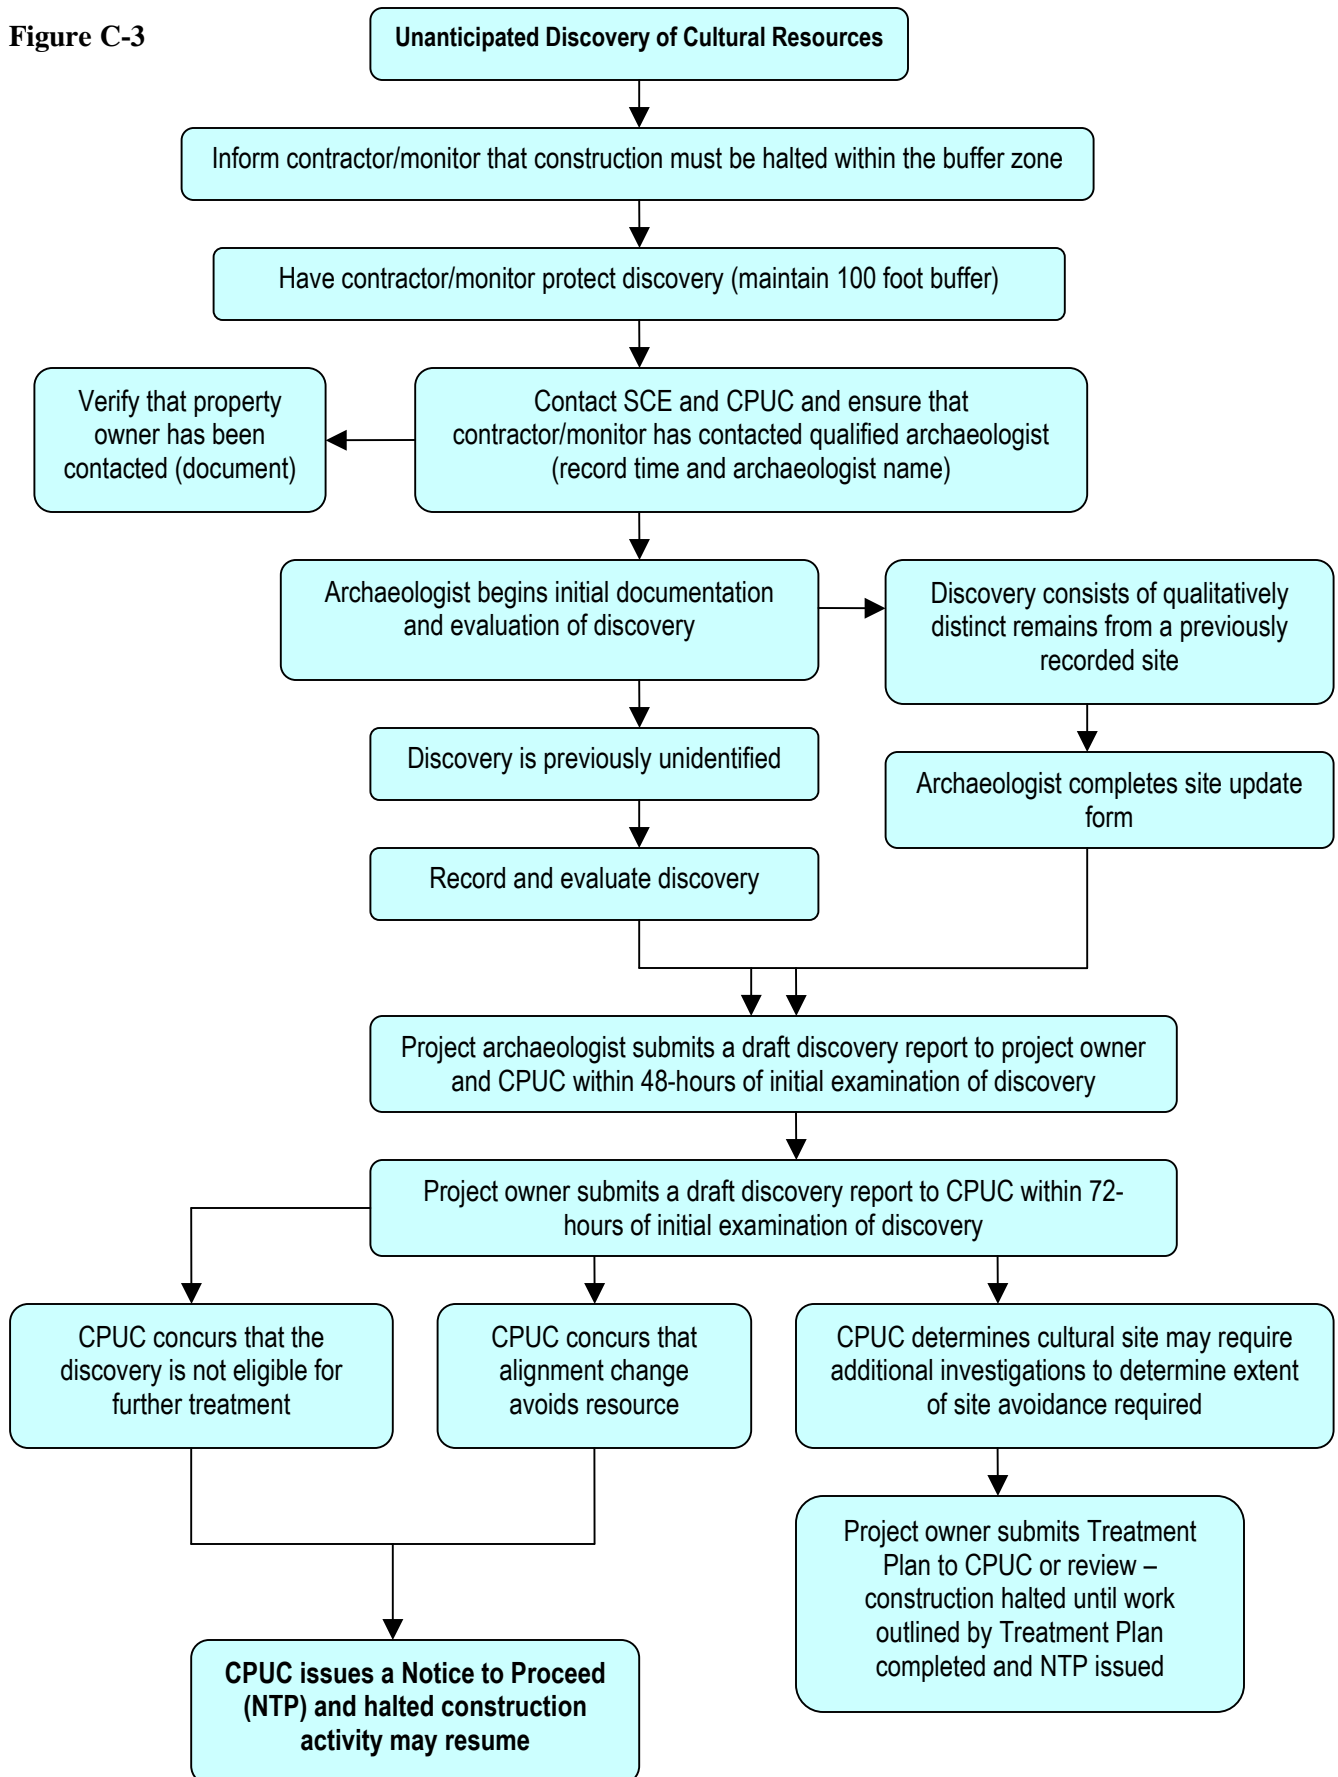 Figure C-3
Unanticipated Discovery of Cultural Resources
Inform contractor/monitor that construction must be halted within the buffer zone
Have contractor/monitor protect discovery (maintain 100 foot buffer)
Verify that property
owner has been
contacted (document)
Contact SCE and CPUC and ensure that
contractor/monitor has contacted qualified archaeologist
(record time and archaeologist name)
Archaeologist begins initial documentation
and evaluation of discovery
Discovery consists of qualitatively
distinct remains from a previously
recorded site
Discovery is previously unidentified
Archaeologist completes site update
form
Record and evaluate discovery
Project archaeologist submits a draft discovery report to project owner
and CPUC within 48-hours of initial examination of discovery
Project owner submits a draft discovery report to CPUC within 72-
hours of initial examination of discovery
CPUC concurs that the
discovery is not eligible for
further treatment
CPUC concurs that
alignment change
avoids resource
CPUC determines cultural site may require
additional investigations to determine extent
of site avoidance required
Project owner submits Treatment
Plan to CPUC or review –
construction halted until work
outlined by Treatment Plan
completed and NTP issued
CPUC issues a Notice to Proceed
(NTP) and halted construction
activity may resume